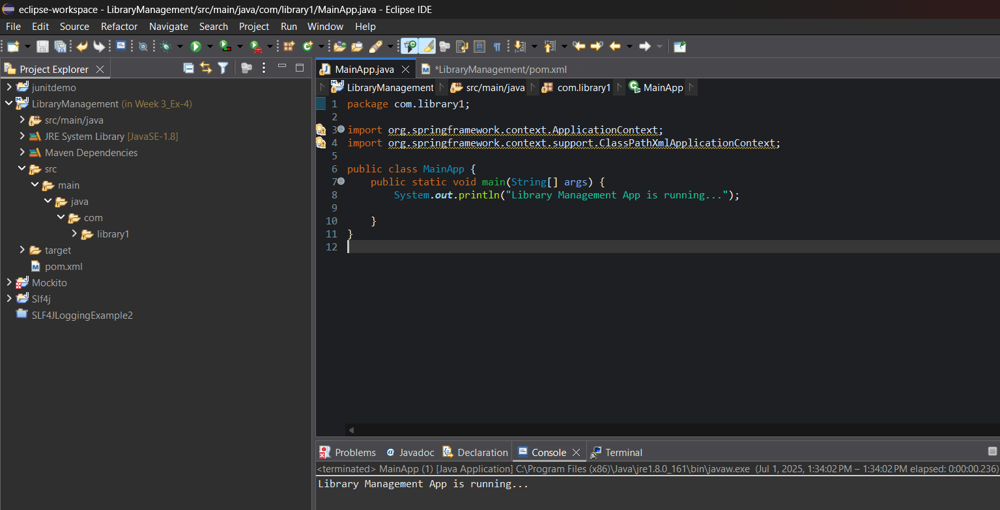 eclipse-workspace - LibraryManagement/src/main/java/com/library1/MainApp.java - Eclipse IDE
File Edit Source Refactor Navigate Search Project Run Window Help
Project Explorer
junitdemo
LibraryManagement (in Week 3_Ex-4)
src/main/java
JRE System Library [JavaSE-1.8]
Maven Dependencies
src
main
java
com
library1
target
pom.xml
Mockito
Slf4j
SLF4JLoggingExample2
MainApp.java *LibraryManagement/pom.xml
LibraryManagement src/main/java com.library1 MainApp
1 package com.library1;
2
3 import org.springframework.context.ApplicationContext;
4 import org.springframework.context.support.ClassPathXmlApplicationContext;
5
6 public class MainApp {
7     public static void main(String[] args) {
8         System.out.println("Library Management App is running...");
9
10     }
11 }
12
Problems Javadoc Declaration Console Terminal
<terminated> MainApp (1) [Java Application] C:\Program Files (x86)\Java\jre1.8.0_161\bin\javaw.exe (Jul 1, 2025, 1:34:02 PM – 1:34:02 PM elapsed: 0:00:00.236)
Library Management App is running...